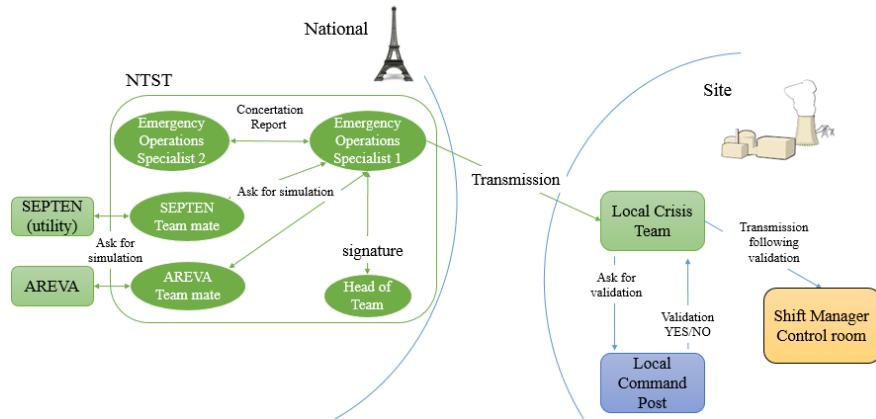 National
NTST
Emergency
Operations
Specialist 2
Concertation
Report
Emergency
Operations
Specialist 1
SEPTEN
(utility)
SEPTEN
Team mate
Ask for simulation
Ask for
simulation
AREVA
AREVA
Team mate
signature
Head of
Team
Transmission
Site
Local Crisis
Team
Transmission
following
validation
Ask for
validation
Validation
YES/NO
Shift Manager
Control room
Local
Command
Post